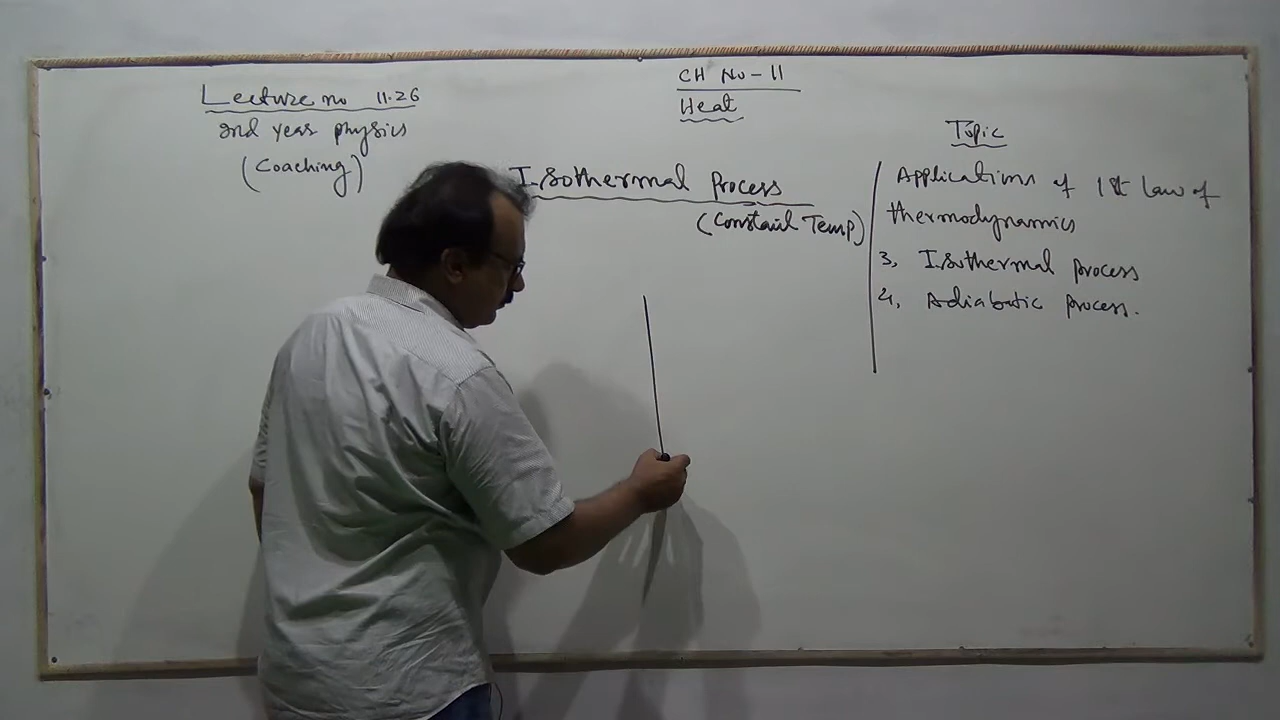 Lecture no 11.26
2nd year physics
(Coaching)
CH No - 11
Heat
Isothermal Process
(Constant Temp)
Topic
Applications of 1st Law of
thermodynamics
3, Isothermal process
4, Adiabatic process.